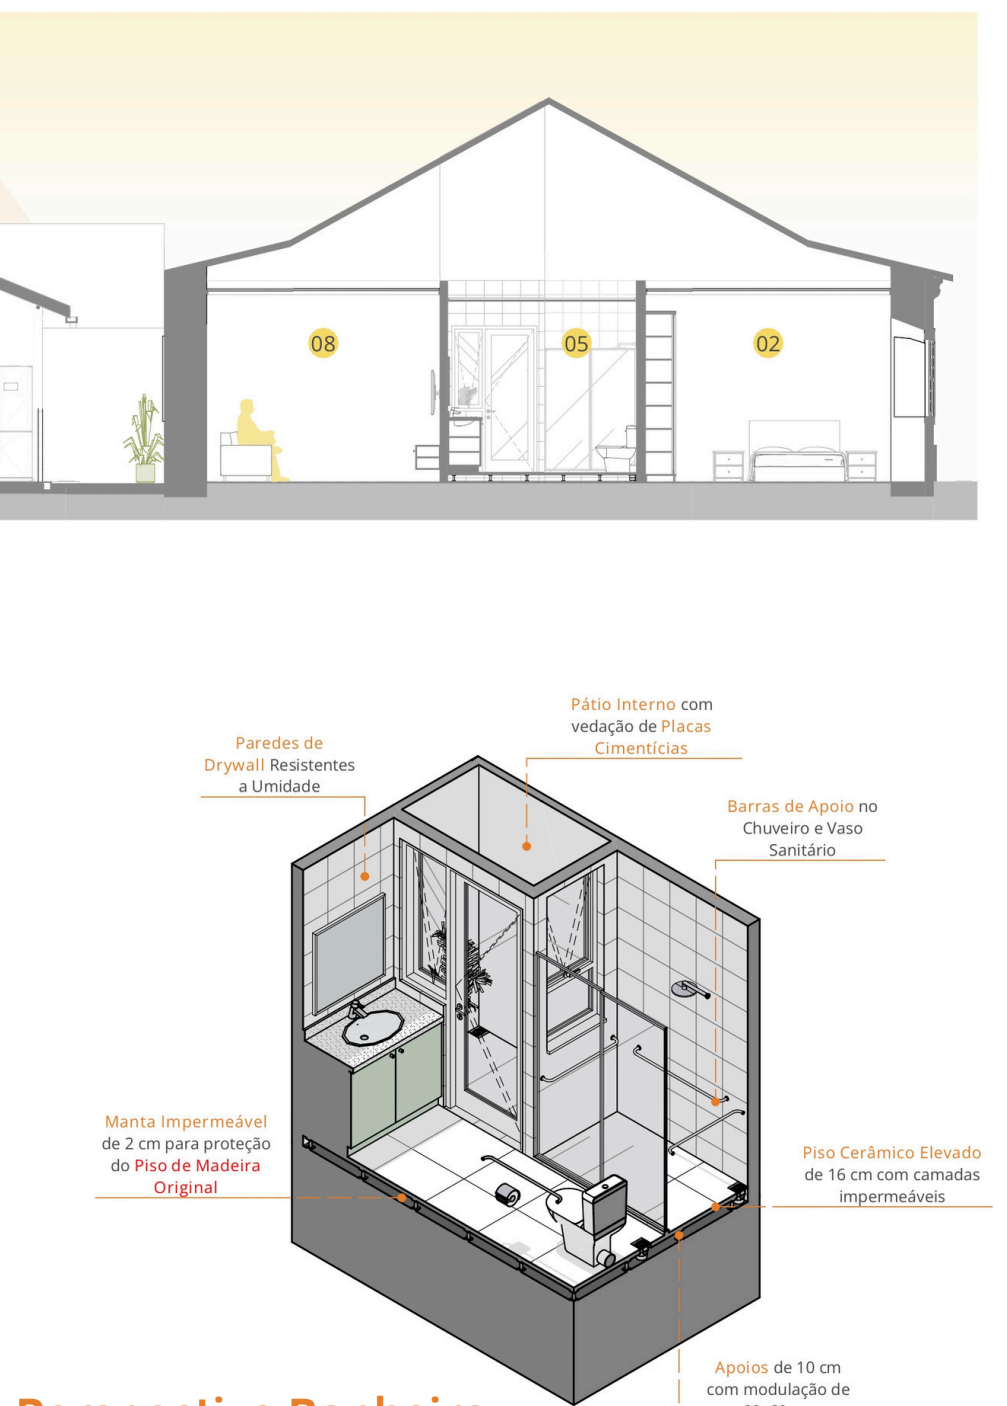 08
05
02
Pátio Interno com
vedação de Placas
Cimentícias
Paredes de
Drywall Resistentes
a Umidade
Barras de Apoio no
Chuveiro e Vaso
Sanitário
Manta Impermeável
de 2 cm para proteção
do Piso de Madeira
Original
Piso Cerâmico Elevado
de 16 cm com camadas
impermeáveis
Apoios de 10 cm
com modulação de